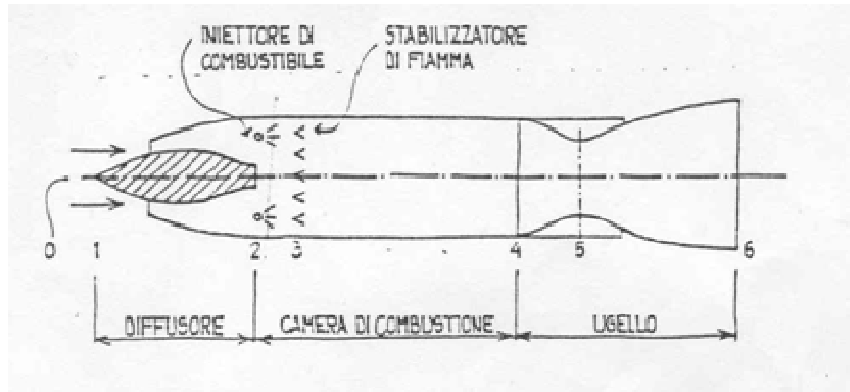 INIETTORE DI
COMBUSTIBILE
STABILIZZATORE
DI FIAMMA
0 1 2 3 4 5 6
DIFFUSORE CAMERA DI COMBUSTIONE UGELLO